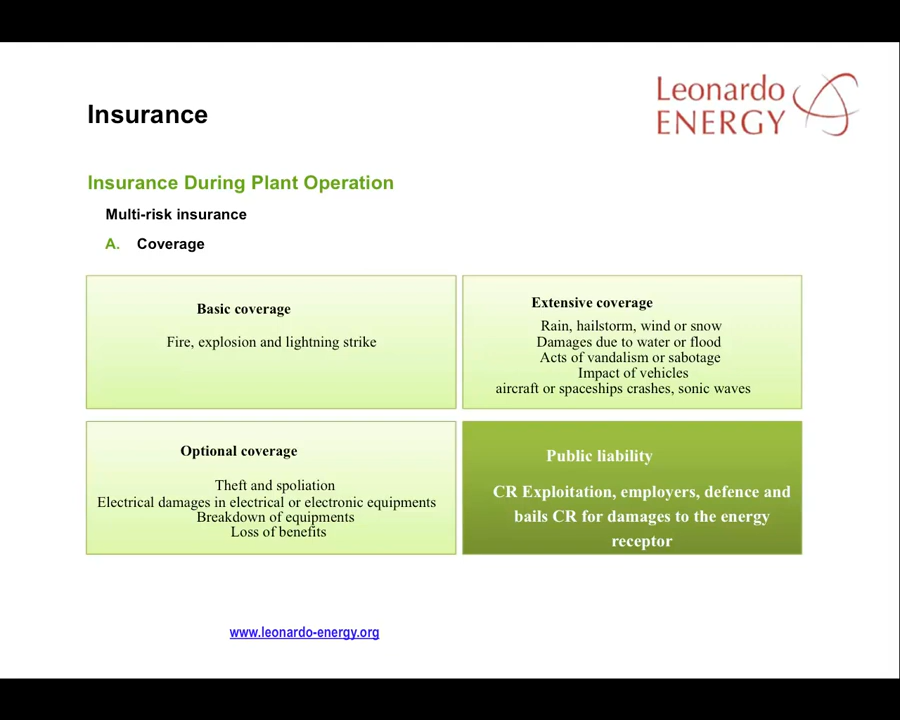 Leonardo
ENERGY
Insurance
Insurance During Plant Operation
Multi-risk insurance
A. Coverage
Basic coverage
Fire, explosion and lightning strike
Extensive coverage
Rain, hailstorm, wind or snow
Damages due to water or flood
Acts of vandalism or sabotage
Impact of vehicles
aircraft or spaceships crashes, sonic waves
Optional coverage
Theft and spoliation
Electrical damages in electrical or electronic equipments
Breakdown of equipments
Loss of benefits
Public liability
CR Exploitation, employers, defence and
bails CR for damages to the energy
receptor
www.leonardo-energy.org